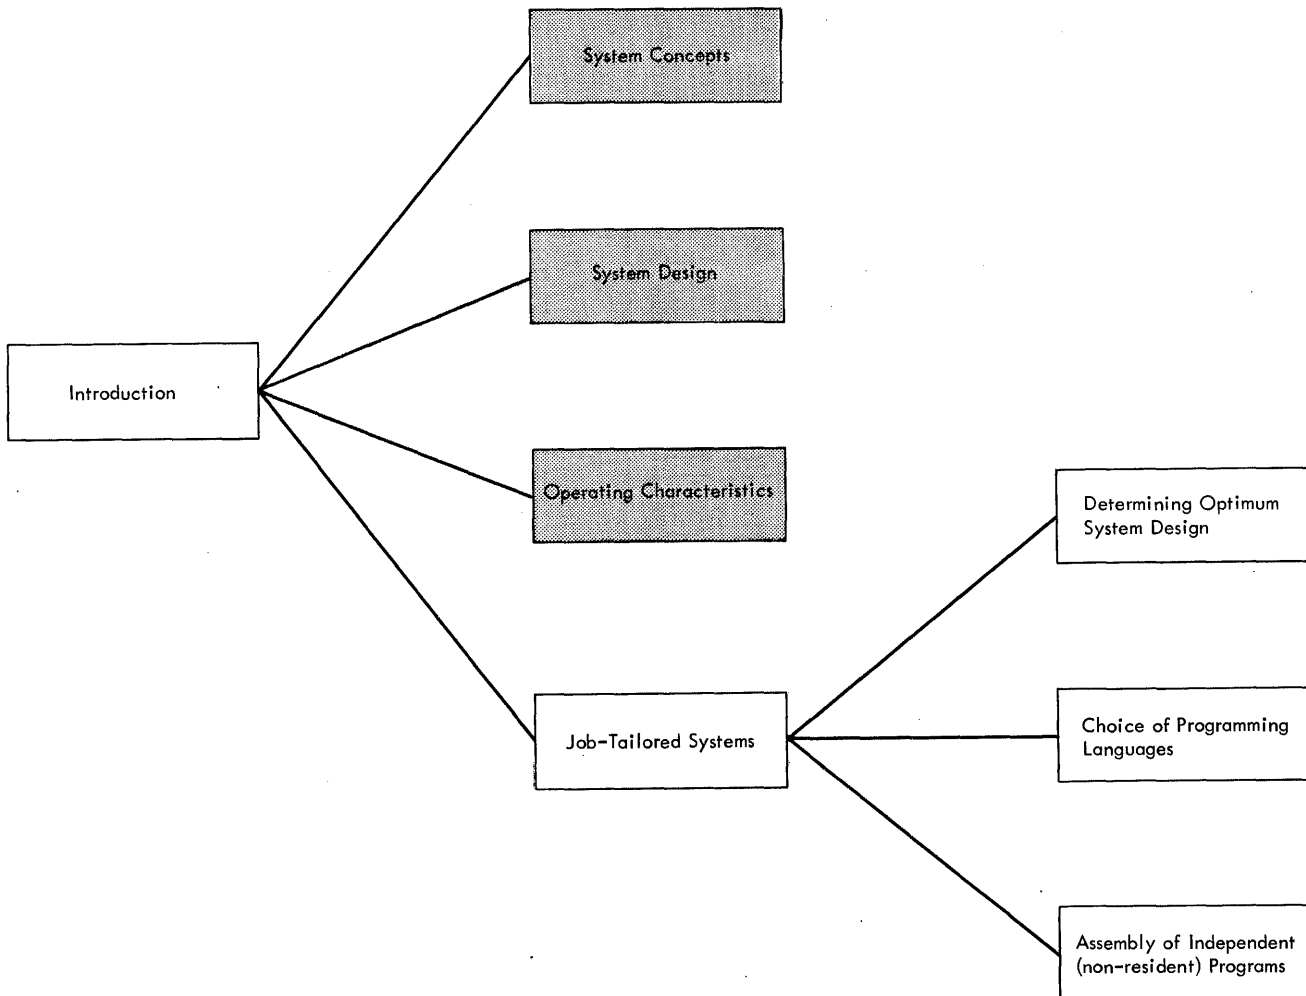 System Concepts
System Design
Introduction
Operating Characteristics
Job-Tailored Systems
Determining Optimum
System Design
Choice of Programming
Languages
Assembly of Independent
(non-resident) Programs